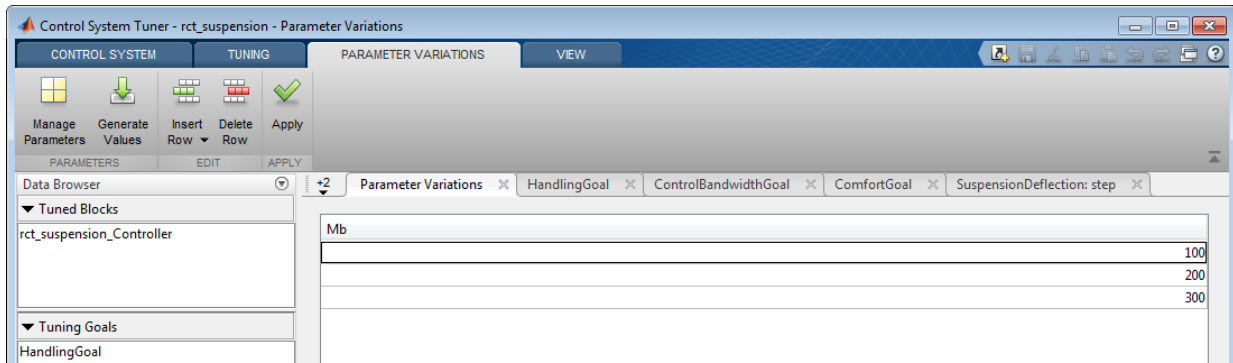 Control System Tuner - rct_suspension - Parameter Variations
CONTROL SYSTEM TUNING PARAMETER VARIATIONS VIEW
Manage Parameters
Generate Values
Insert Row
Delete Row
Apply
PARAMETERS EDIT APPLY
Data Browser
+2 Parameter Variations HandlingGoal ControlBandwidthGoal ComfortGoal SuspensionDeflection: step
Tuned Blocks
rct_suspension_Controller
Mb
100
200
300
Tuning Goals
HandlingGoal